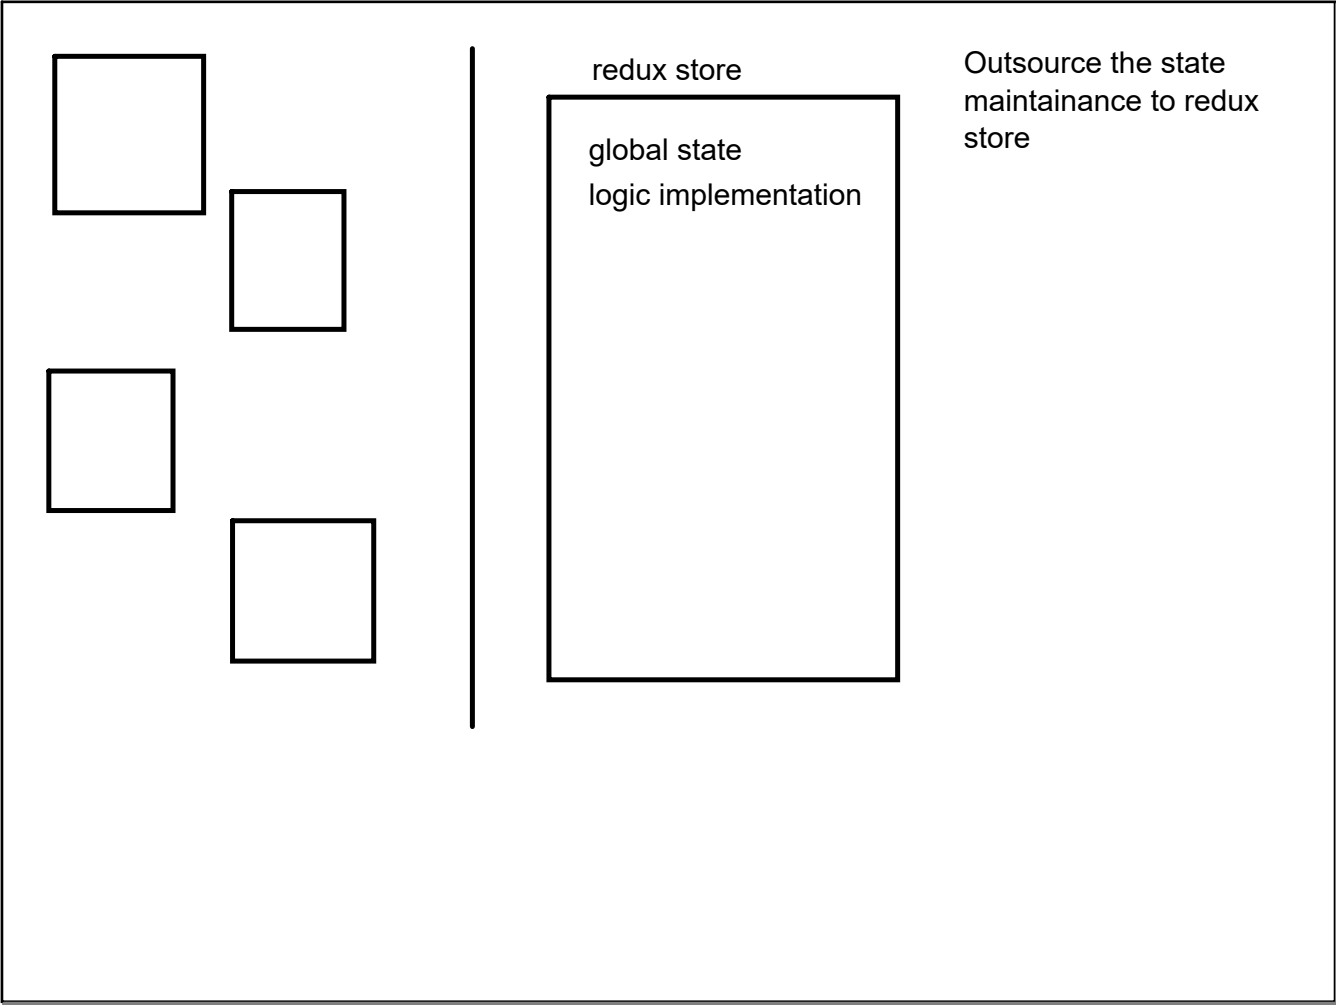 redux store
global state
logic implementation
Outsource the state
maintainance to redux
store